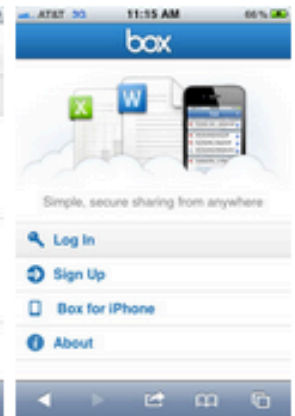 AT&T 3G 11:15 AM 66%
box
X W
Simple, secure sharing from anywhere
Log In
Sign Up
Box for iPhone
About